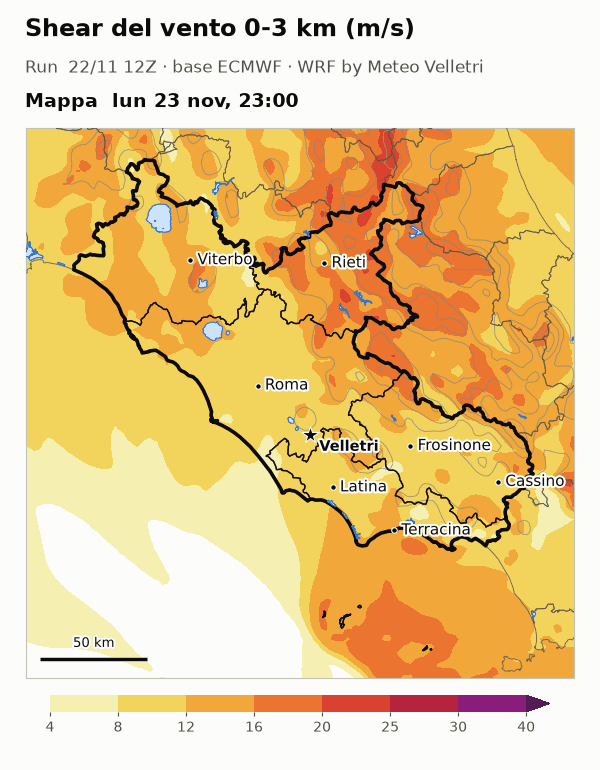 Shear del vento 0-3 km (m/s)
Run  22/11 12Z · base ECMWF · WRF by Meteo Velletri
Mappa  lun 23 nov, 23:00
Viterbo
Rieti
Roma
Velletri
Frosinone
Cassino
Latina
Terracina
50 km
4 8 12 16 20 25 30 40